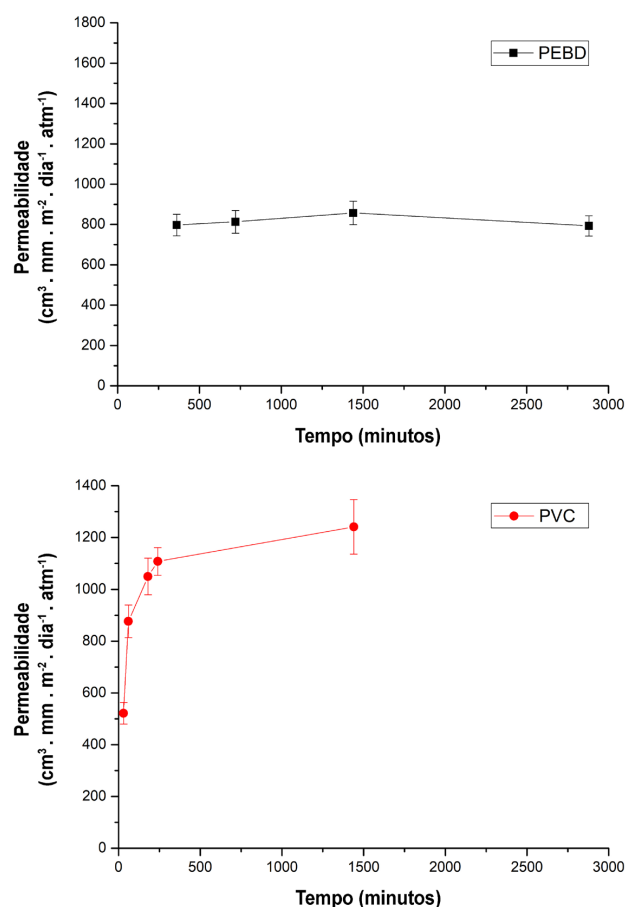 PEBD
Permeabilidade
(cm³ . mm . m⁻² . dia⁻¹ . atm⁻¹)
1800
1600
1400
1200
1000
800
600
400
200
0
0 500 1000 1500 2000 2500 3000
Tempo (minutos)
PVC
Permeabilidade
(cm³ . mm . m⁻² . dia⁻¹ . atm⁻¹)
1400
1200
1000
800
600
400
200
0
0 500 1000 1500 2000 2500 3000
Tempo (minutos)